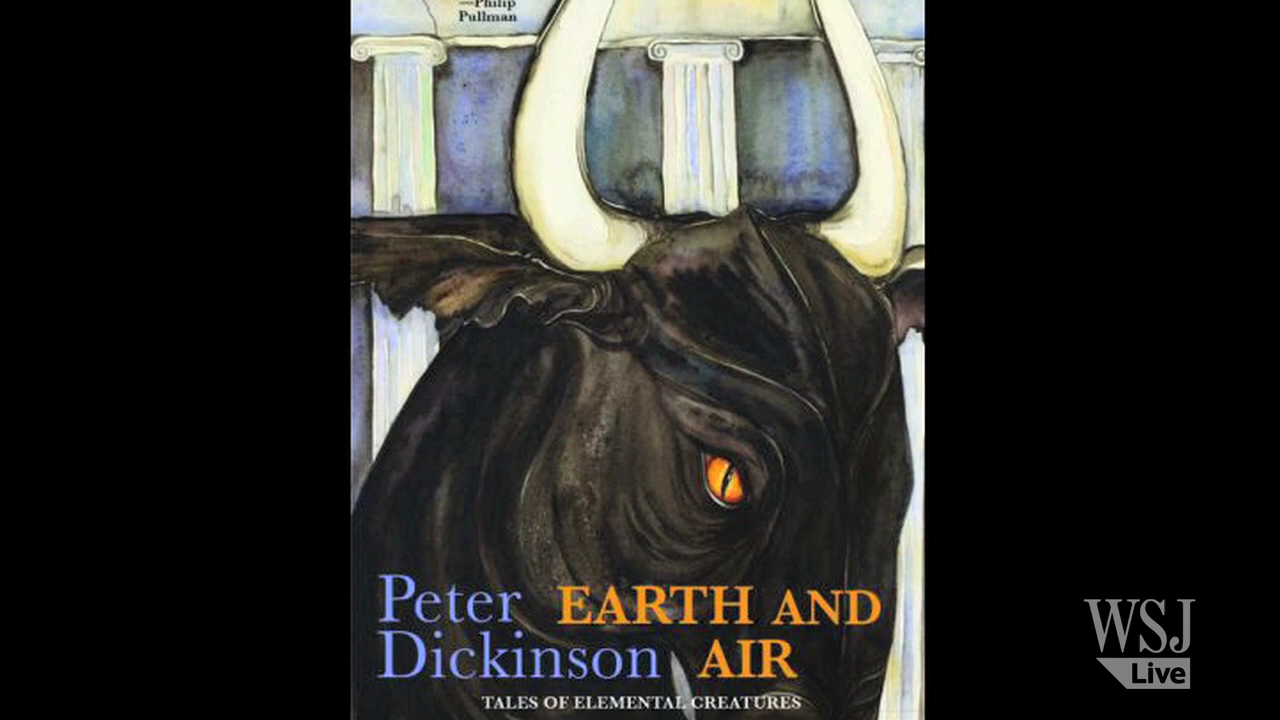 —Philip
Pullman
Peter EARTH AND
Dickinson AIR
TALES OF ELEMENTAL CREATURES
WSJ
Live